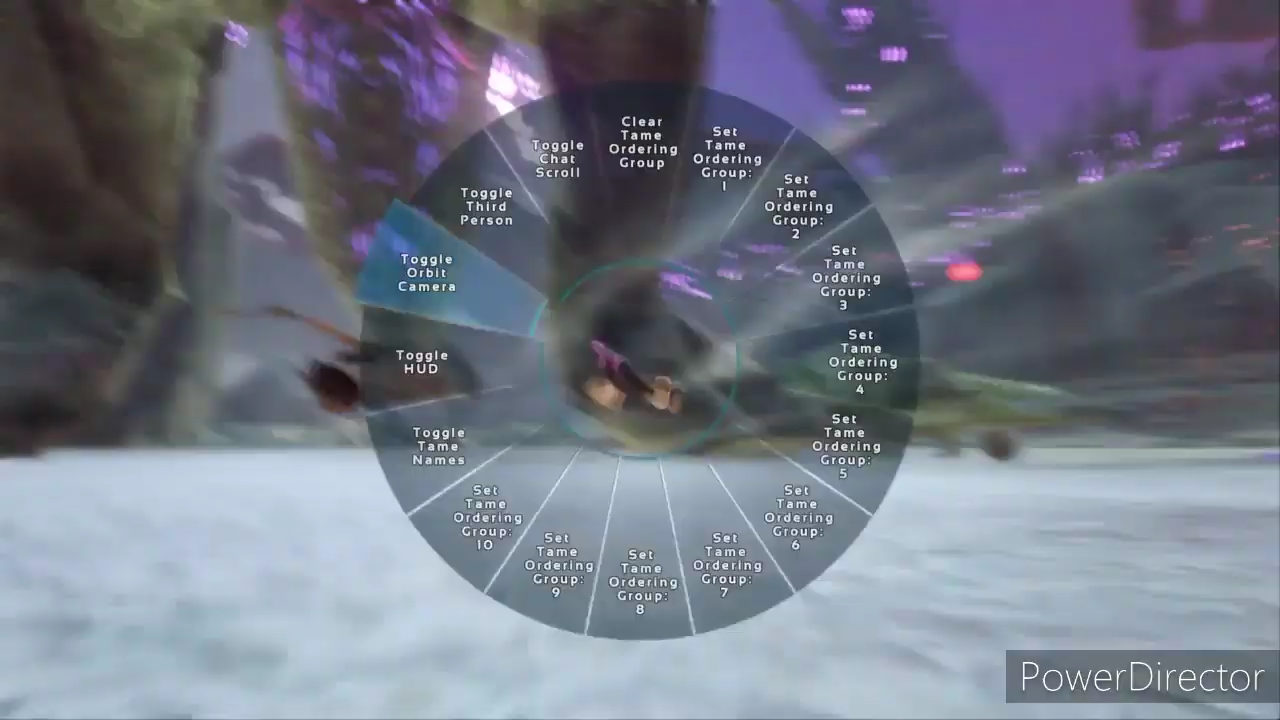 Clear
Tame
Ordering
Group
Set
Tame
Ordering
Group:
1
Set
Tame
Ordering
Group:
2
Set
Tame
Ordering
Group:
3
Set
Tame
Ordering
Group:
4
Set
Tame
Ordering
Group:
5
Set
Tame
Ordering
Group:
6
Set
Tame
Ordering
Group:
7
Set
Tame
Ordering
Group:
8
Set
Tame
Ordering
Group:
9
Set
Tame
Ordering
Group:
10
Toggle
Tame
Names
Toggle
HUD
Toggle
Orbit
Camera
Toggle
Third
Person
Toggle
Chat
Scroll
PowerDirector